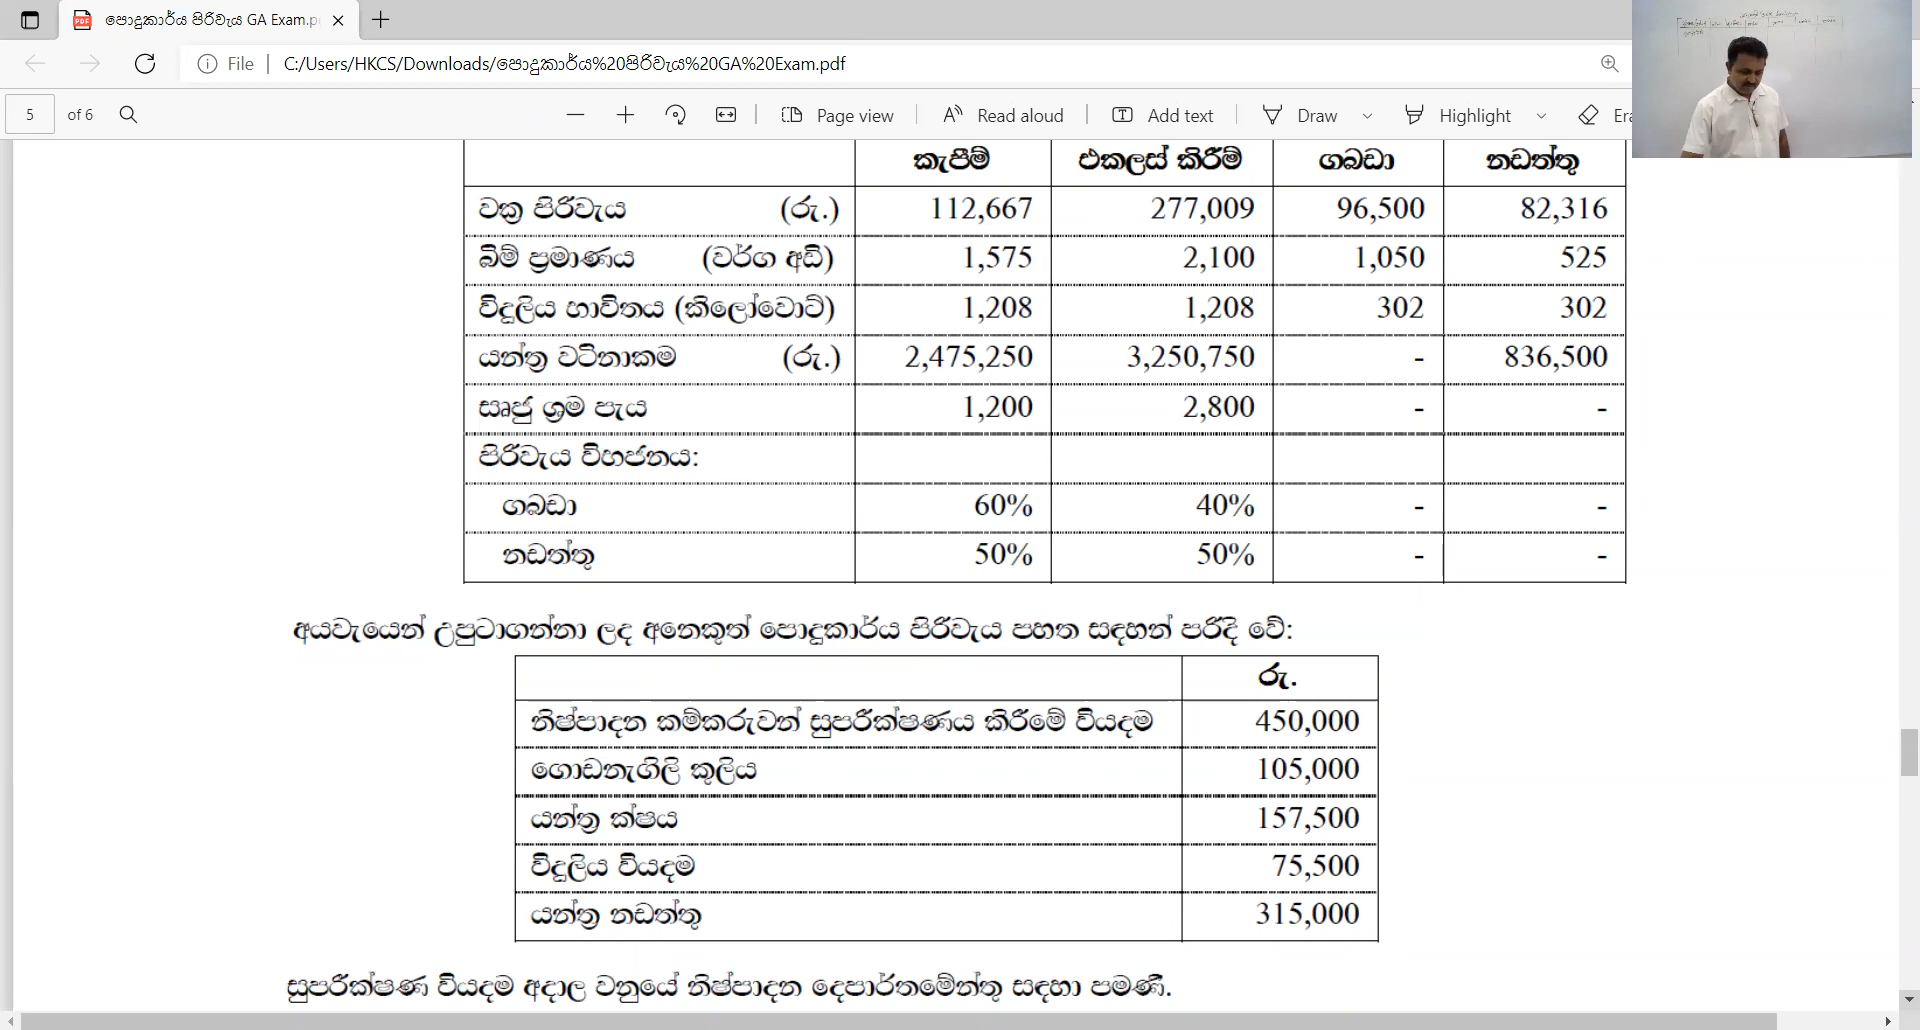 පොදුකාර්ය පිරිවැය GA Exam.p
File C:/Users/HKCS/Downloads/පොදුකාර්ය%20පිරිවැය%20GA%20Exam.pdf
5 of 6 Page view Read aloud Add text Draw Highlight Era
කැපීම් එකලස් කිරීම් ගබඩා නඩත්තු
වක්‍ර පිරිවැය (රු.) 112,667 277,009 96,500 82,316
බිම් ප්‍රමාණය (වර්ග අඩි) 1,575 2,100 1,050 525
විදුලිය භාවිතය (කිලෝවොට්) 1,208 1,208 302 302
යන්ත්‍ර වටිනාකම (රු.) 2,475,250 3,250,750 - 836,500
සෘජු ශ්‍රම පැය 1,200 2,800 - -
පිරිවැය විභජනය:
ගබඩා 60% 40% - -
නඩත්තු 50% 50% - -
අයවැයෙන් උපුටාගන්නා ලද අනෙකුත් පොදුකාර්ය පිරිවැය පහත සඳහන් පරිදි වේ:
රු.
නිෂ්පාදන කම්කරුවන් සුපරීක්ෂණය කිරීමේ වියදම 450,000
ගොඩනැගිලි කුලිය 105,000
යන්ත්‍ර ක්ෂය 157,500
විදුලිය වියදම 75,500
යන්ත්‍ර නඩත්තු 315,000
සුපරීක්ෂණ වියදම අදාල වනුයේ නිෂ්පාදන දෙපාර්තමේන්තු සඳහා පමණී.